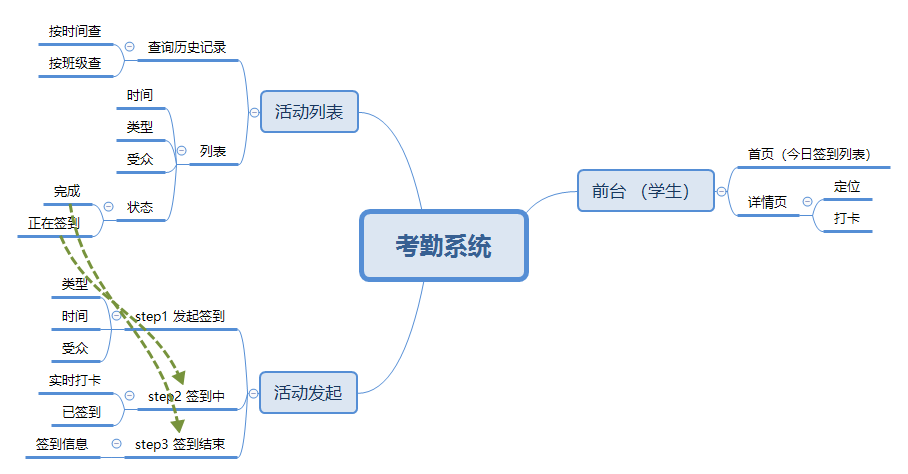 考勤系统
前台 （学生）
首页（今日签到列表）
详情页
定位
打卡
活动列表
查询历史记录
按时间查
按班级查
列表
时间
类型
受众
状态
完成
正在签到
活动发起
step1 发起签到
类型
时间
受众
step2 签到中
实时打卡
已签到
step3 签到结束
签到信息